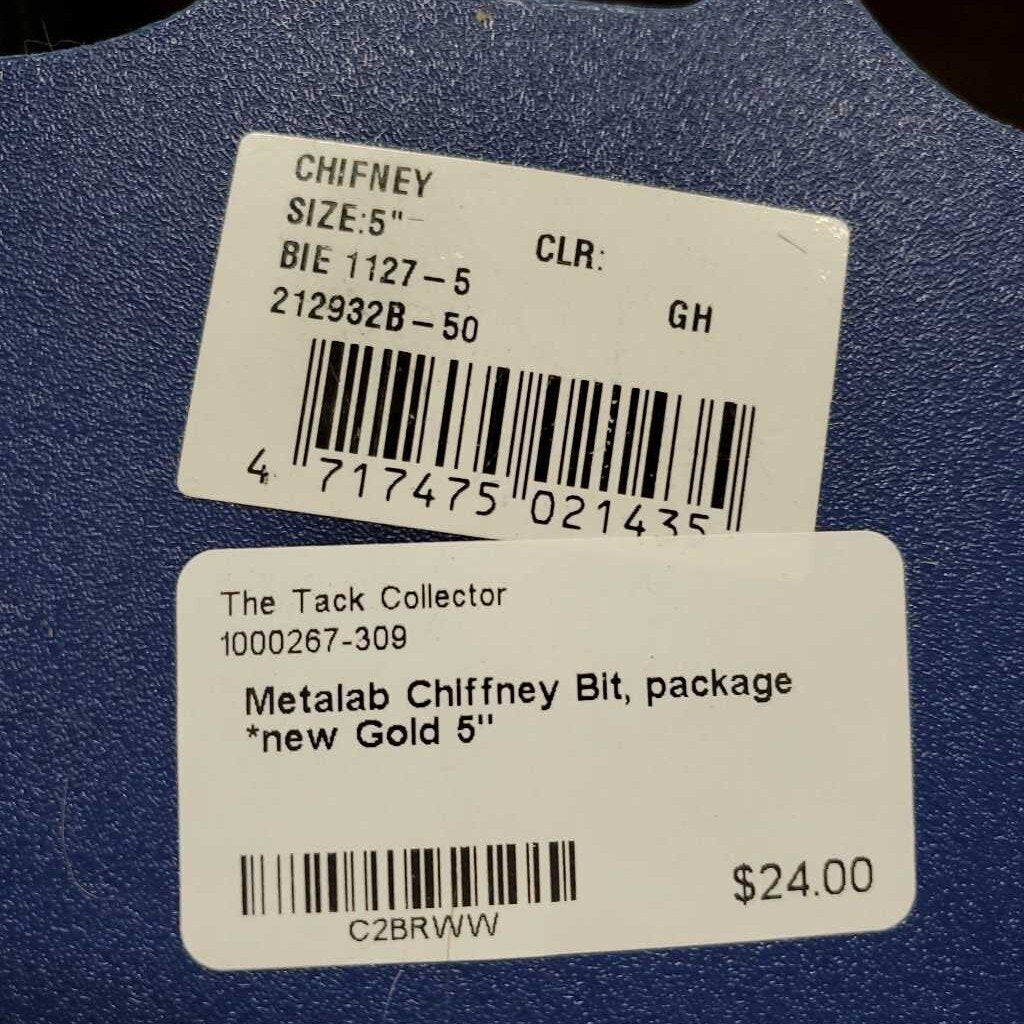 CHIFNEY
SIZE:5"
CLR:
BIE 1127-5
GH
212932B-50
4 717475 021435
The Tack Collector
1000267-309
Metalab Chiffney Bit, package
*new Gold 5"
C2BRWW
$24.00